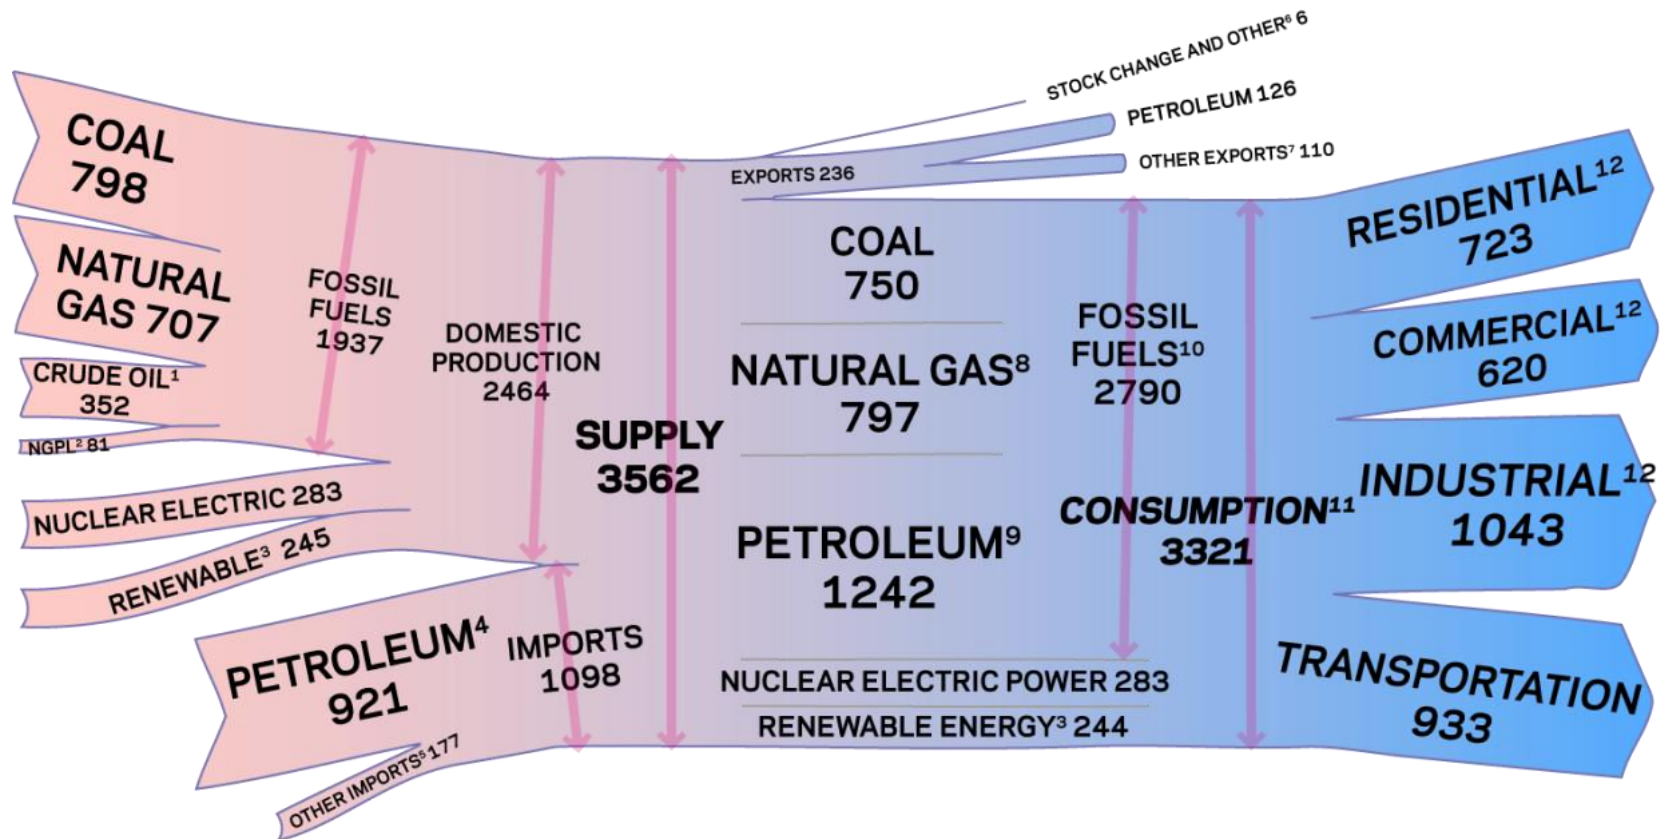 COAL
798
NATURAL
GAS 707
CRUDE OIL¹
352
NGPL² 81
NUCLEAR ELECTRIC 283
RENEWABLE³ 245
PETROLEUM⁴
921
OTHER IMPORTS⁵ 177
FOSSIL
FUELS
1937
DOMESTIC
PRODUCTION
2464
IMPORTS
1098
SUPPLY
3562
STOCK CHANGE AND OTHER⁶ 6
PETROLEUM 126
OTHER EXPORTS⁷ 110
EXPORTS 236
COAL
750
NATURAL GAS⁸
797
PETROLEUM⁹
1242
NUCLEAR ELECTRIC POWER 283
RENEWABLE ENERGY³ 244
FOSSIL
FUELS¹⁰
2790
CONSUMPTION¹¹
3321
RESIDENTIAL¹²
723
COMMERCIAL¹²
620
INDUSTRIAL¹²
1043
TRANSPORTATION
933